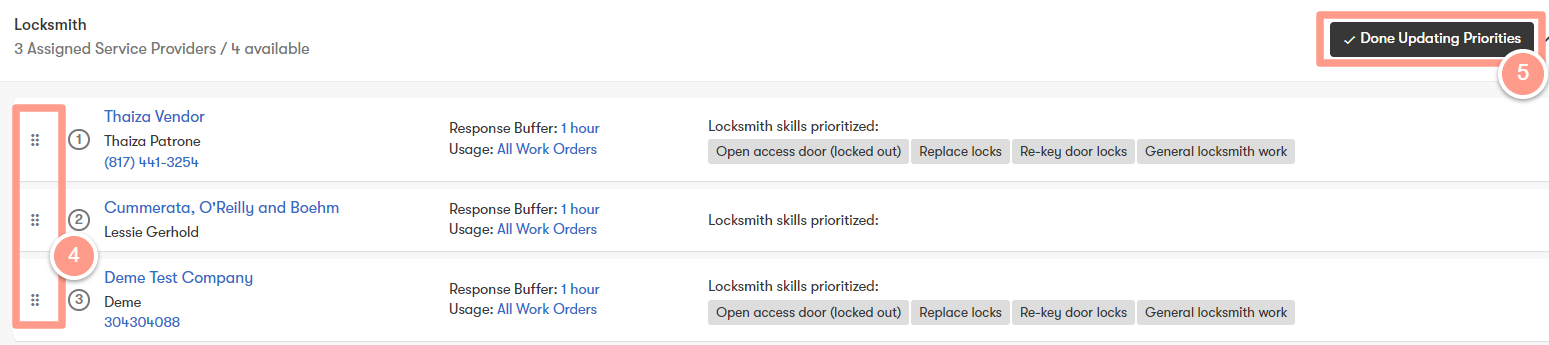 Locksmith
3 Assigned Service Providers / 4 available
Done Updating Priorities
5
1
Thaiza Vendor
Thaiza Patrone
(817) 441-3254
Response Buffer: 1 hour
Usage: All Work Orders
Locksmith skills prioritized:
Open access door (locked out) Replace locks Re-key door locks General locksmith work
2
Cummerata, O'Reilly and Boehm
Lessie Gerhold
Response Buffer: 1 hour
Usage: All Work Orders
Locksmith skills prioritized:
4
3
Deme Test Company
Deme
304304088
Response Buffer: 1 hour
Usage: All Work Orders
Locksmith skills prioritized:
Open access door (locked out) Replace locks Re-key door locks General locksmith work